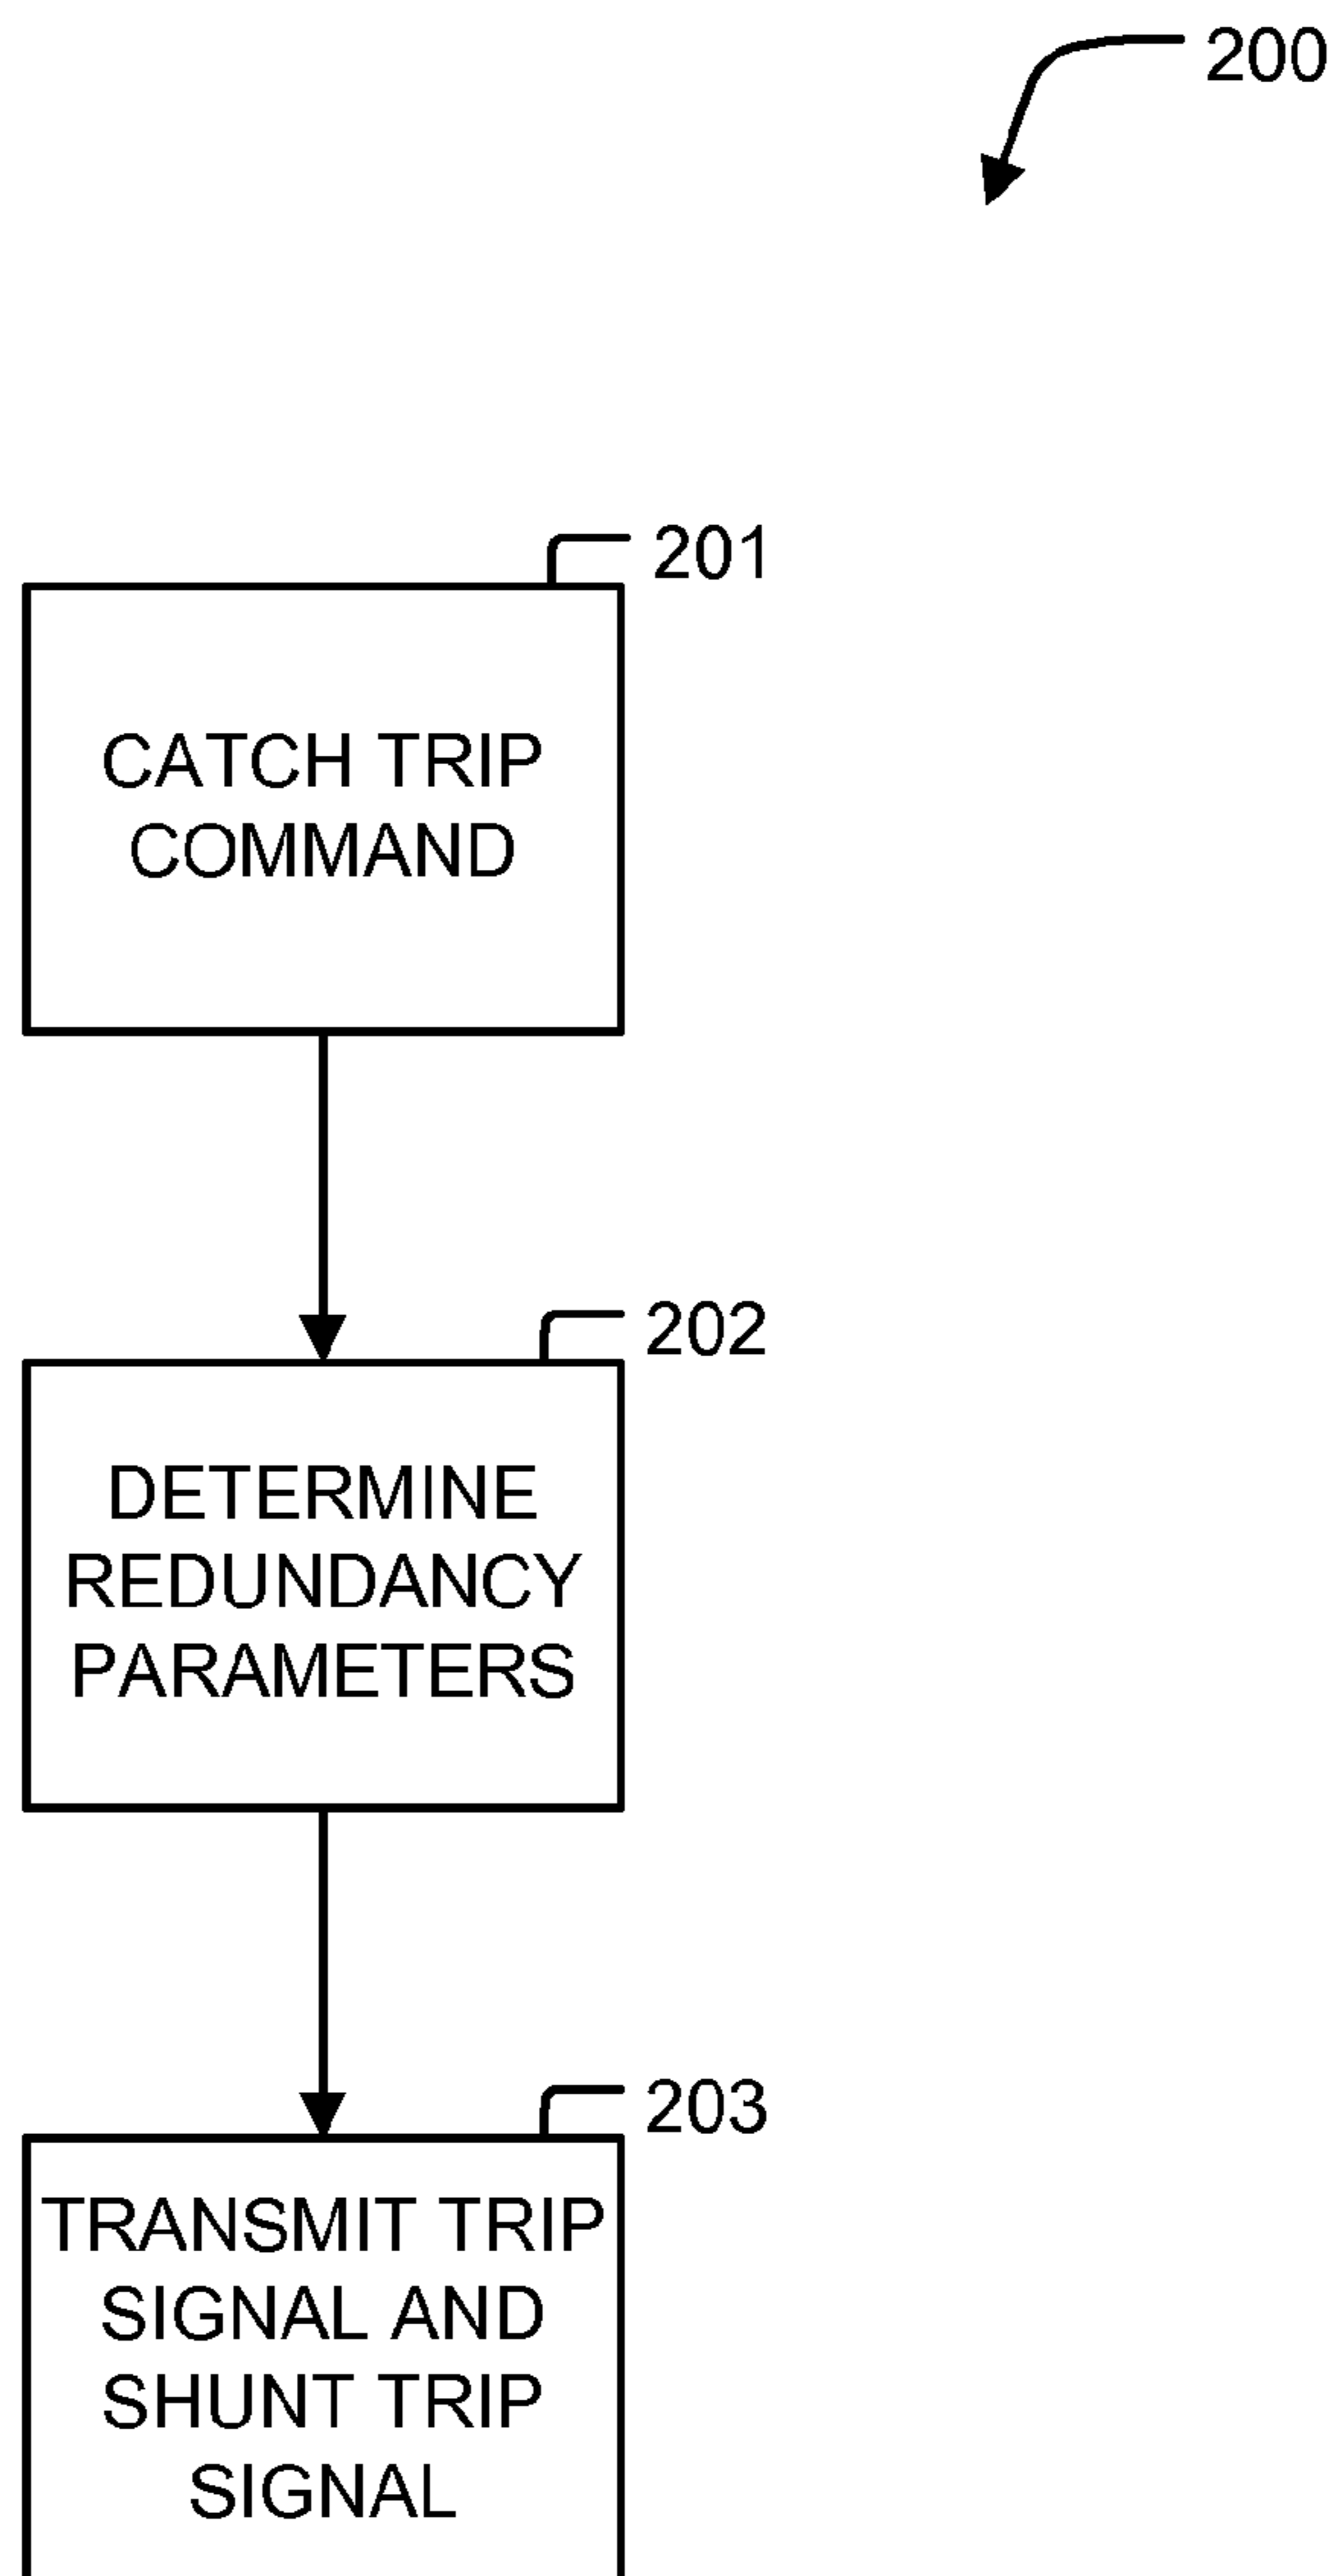 200
201
CATCH TRIP
COMMAND
202
DETERMINE
REDUNDANCY
PARAMETERS
203
TRANSMIT TRIP
SIGNAL AND
SHUNT TRIP
SIGNAL